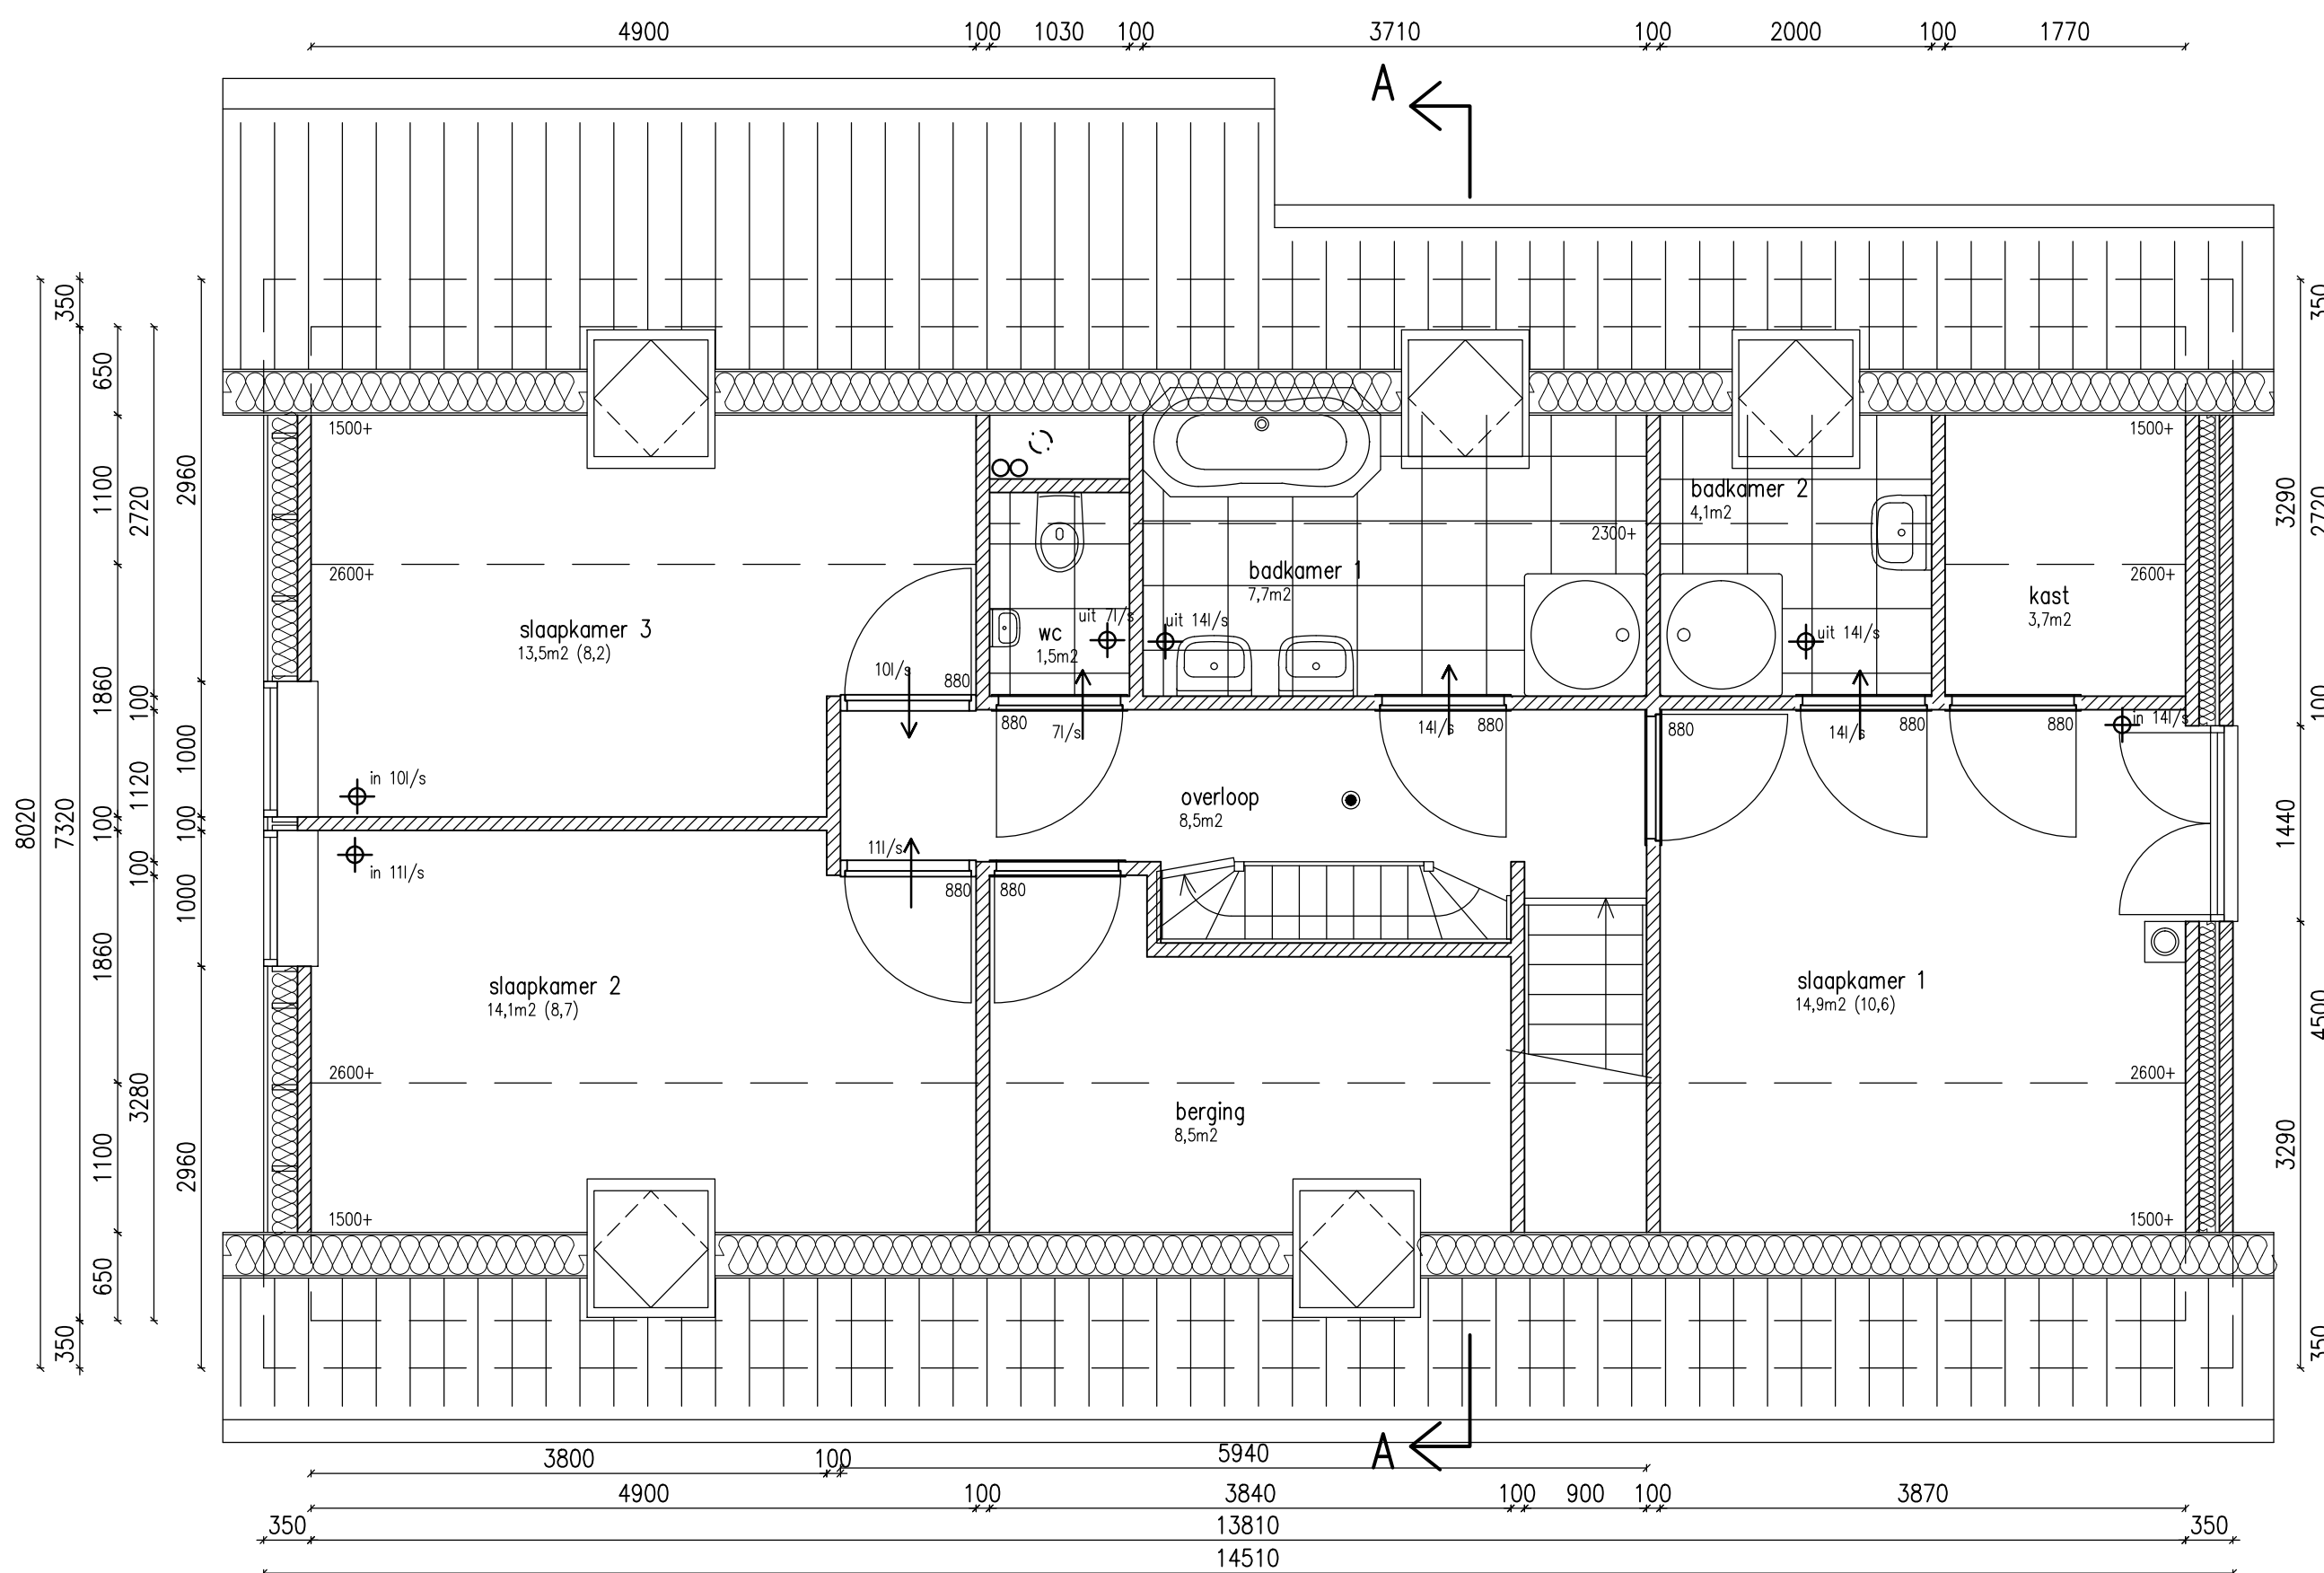 4900 100 1030 100 3710 100 2000 100 1770
A
350
650
1100
1860
100
1860
1100
650
350
8020
7320
2720
100
1120
100
3280
2960
1000
100
1000
2960
1500+
2600+
slaapkamer 3
13,5m2 (8,2)
10l/s
880
in 10l/s
wc
1,5m2
uit 7l/s
880
7l/s
uit 14l/s
badkamer 1
7,7m2
2300+
14l/s
880
badkamer 2
4,1m2
uit 14l/s
880
14l/s
880
1500+
2600+
kast
3,7m2
880
in 14l/s
overloop
8,5m2
11l/s
880
880
in 11l/s
slaapkamer 2
14,1m2 (8,7)
2600+
1500+
berging
8,5m2
slaapkamer 1
14,9m2 (10,6)
2600+
1500+
3290
1440
3290
350
2720
100
4500
350
A
3800 100 5940
4900 100 3840 100 900 100 3870
350 13810 350
14510